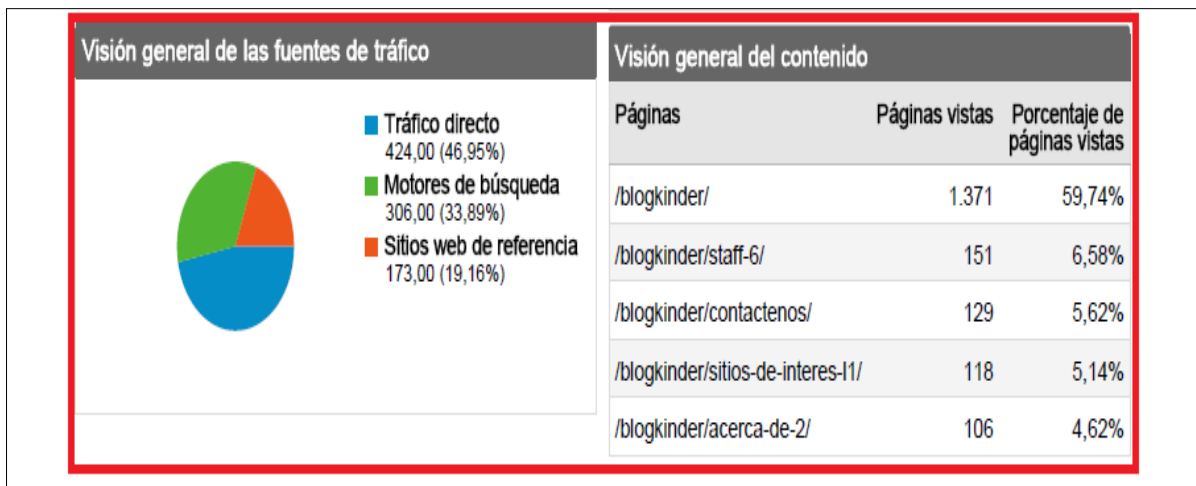 Visión general de las fuentes de tráfico
Tráfico directo
424,00 (46,95%)
Motores de búsqueda
306,00 (33,89%)
Sitios web de referencia
173,00 (19,16%)
Visión general del contenido
Páginas Páginas vistas Porcentaje de
páginas vistas
/blogkinder/ 1.371 59,74%
/blogkinder/staff-6/ 151 6,58%
/blogkinder/contactenos/ 129 5,62%
/blogkinder/sitios-de-interes-l1/ 118 5,14%
/blogkinder/acerca-de-2/ 106 4,62%